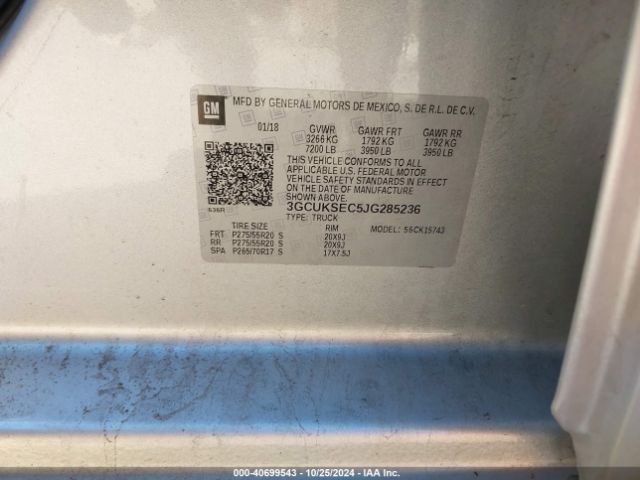 GM MFD BY GENERAL MOTORS DE MEXICO, S. DE R.L. DE C.V.
01/18 GVWR GAWR FRT GAWR RR
3266 KG 1792 KG 1792 KG
7200 LB 3950 LB 3950 LB
THIS VEHICLE CONFORMS TO ALL
APPLICABLE U.S. FEDERAL MOTOR
VEHICLE SAFETY STANDARDS IN EFFECT
ON THE DATE OF MANUFACTURE
SHOWN ABOVE.
3GCUKSEC5JG285236
TYPE: TRUCK
TIRE SIZE RIM MODEL: S6CK15743
FRT P275/55R20 S 20X9J
RR P275/55R20 S 20X9J
SPA P265/70R17 S 17X7.5J
000-40699543 - 10/25/2024 - IAA Inc.